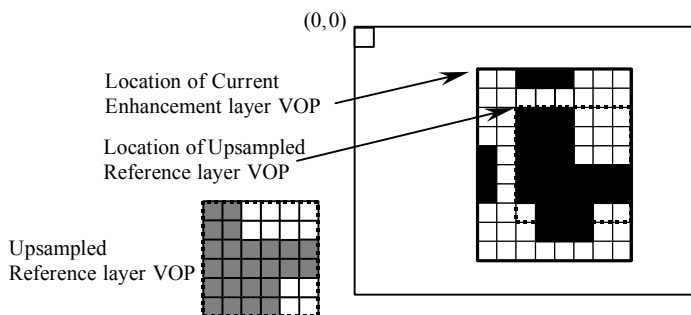 (0,0)
Location of Current
Enhancement layer VOP
Location of Upsampled
Reference layer VOP
Upsampled
Reference layer VOP